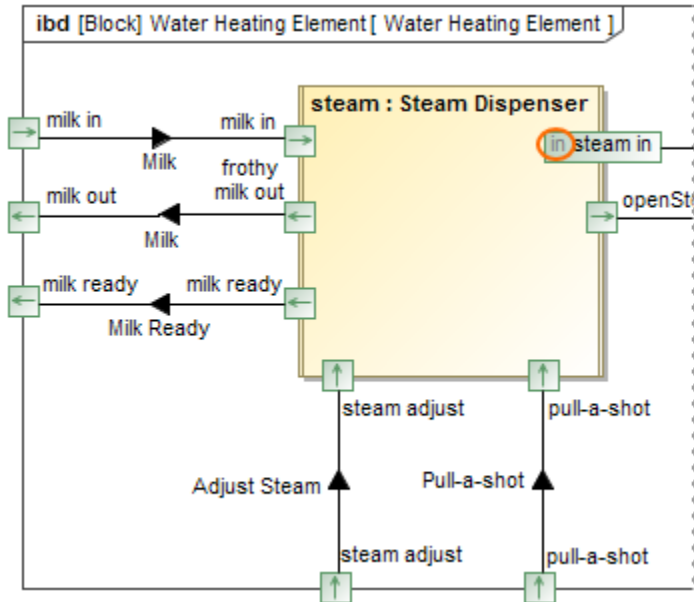 ibd [Block] Water Heating Element [ Water Heating Element ]
steam : Steam Dispenser
milk in
milk in
Milk
in steam in
frothy
milk out
milk out
Milk
milk ready
milk ready
Milk Ready
steam adjust
pull-a-shot
Adjust Steam
Pull-a-shot
steam adjust
pull-a-shot